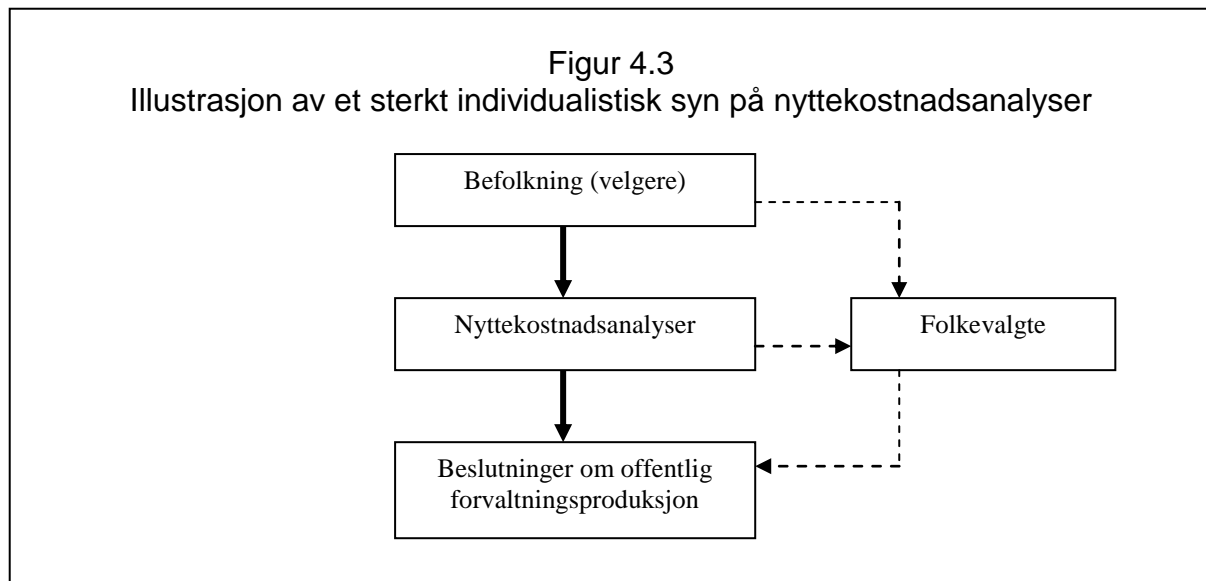 Figur 4.3
Illustrasjon av et sterkt individualistisk syn på nyttekostnadsanalyser
Befolkning (velgere)
Nyttekostnadsanalyser
Folkevalgte
Beslutninger om offentlig
forvaltningsproduksjon